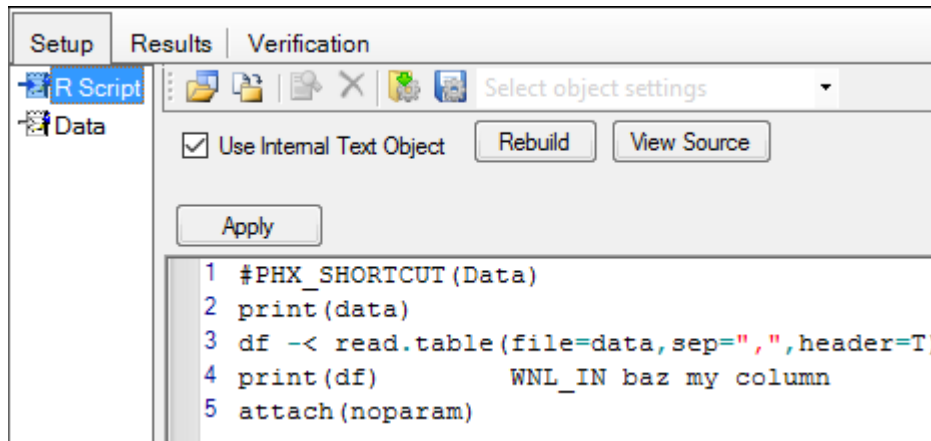 Setup Results Verification
R Script Select object settings
Data
Use Internal Text Object Rebuild View Source
Apply
1 #PHX_SHORTCUT(Data)
2 print(data)
3 df -< read.table(file=data,sep=",",header=T)
4 print(df) WNL_IN baz my column
5 attach(noparam)